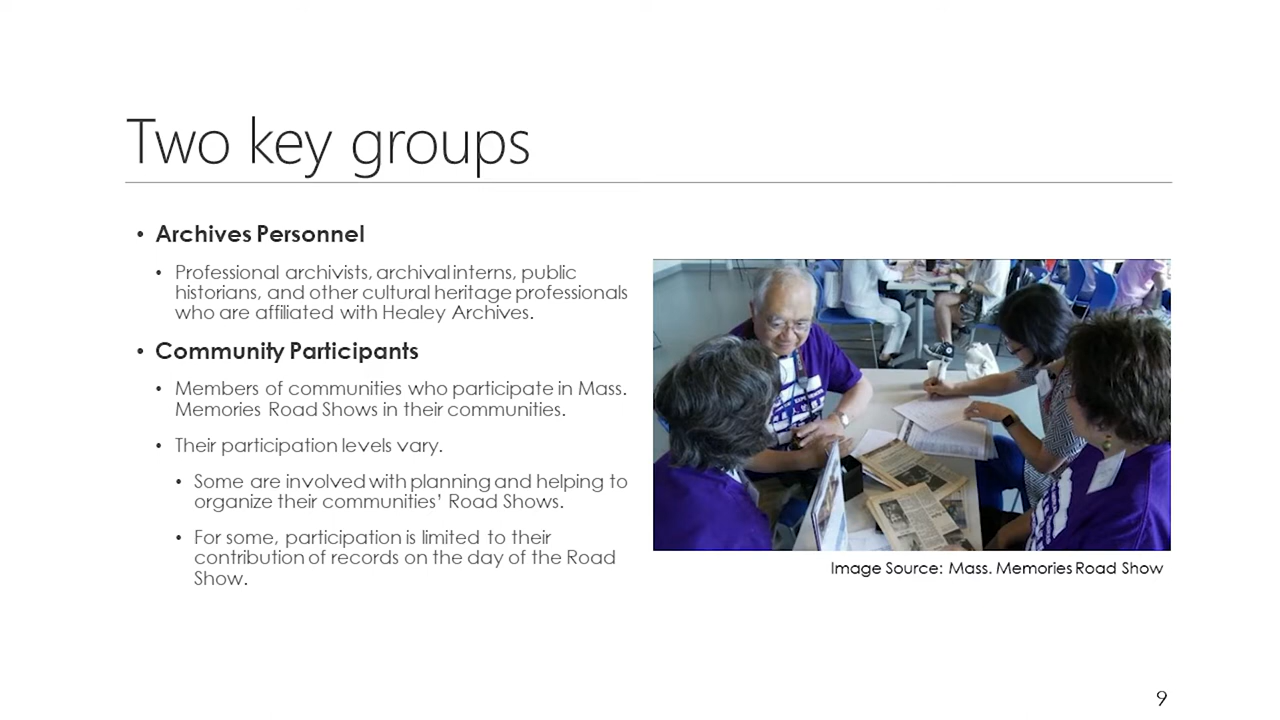 Two key groups
• Archives Personnel
• Professional archivists, archival interns, public
historians, and other cultural heritage professionals
who are affiliated with Healey Archives.
• Community Participants
• Members of communities who participate in Mass.
Memories Road Shows in their communities.
• Their participation levels vary.
• Some are involved with planning and helping to
organize their communities' Road Shows.
• For some, participation is limited to their
contribution of records on the day of the Road
Show.
Image Source: Mass. Memories Road Show
9